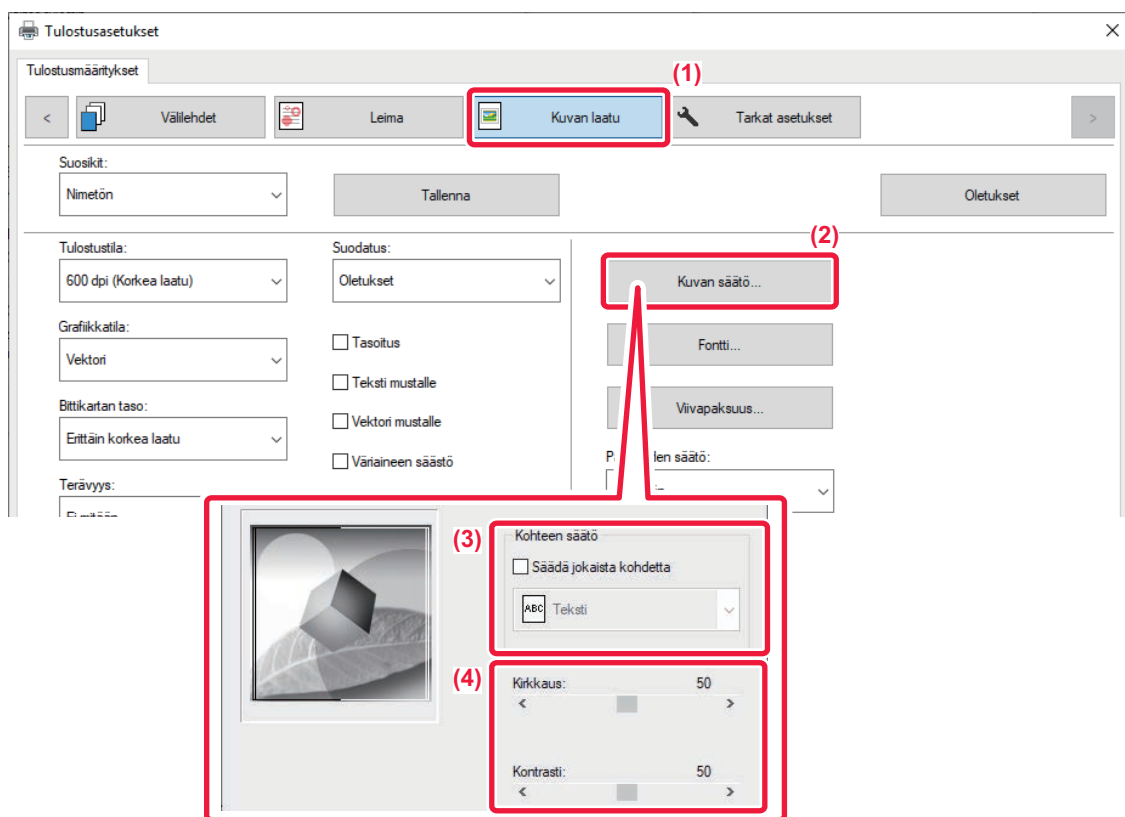 Tulostusasetukset
Tulostusmääritykset
(1)
< Välilehdet Leima Kuvan laatu Tarkat asetukset >
Suosikit:
Nimetön Tallenna Oletukset
(2)
Tulostustila: Suodatus:
600 dpi (Korkea laatu) Oletukset Kuvan säätö...
Grafiikkatila:
Tasoitus Fontti...
Vektori
Teksti mustalle
Bittikartan taso:
Vektori mustalle Viivapaksuus...
Erittäin korkea laatu
Väriaineen säästö
len säätö:
Terävyys:
(3) Kohteen säätö
Säädä jokaista kohdetta
ABC Teksti
(4) Kirkkaus: 50
< >
Kontrasti: 50
< >